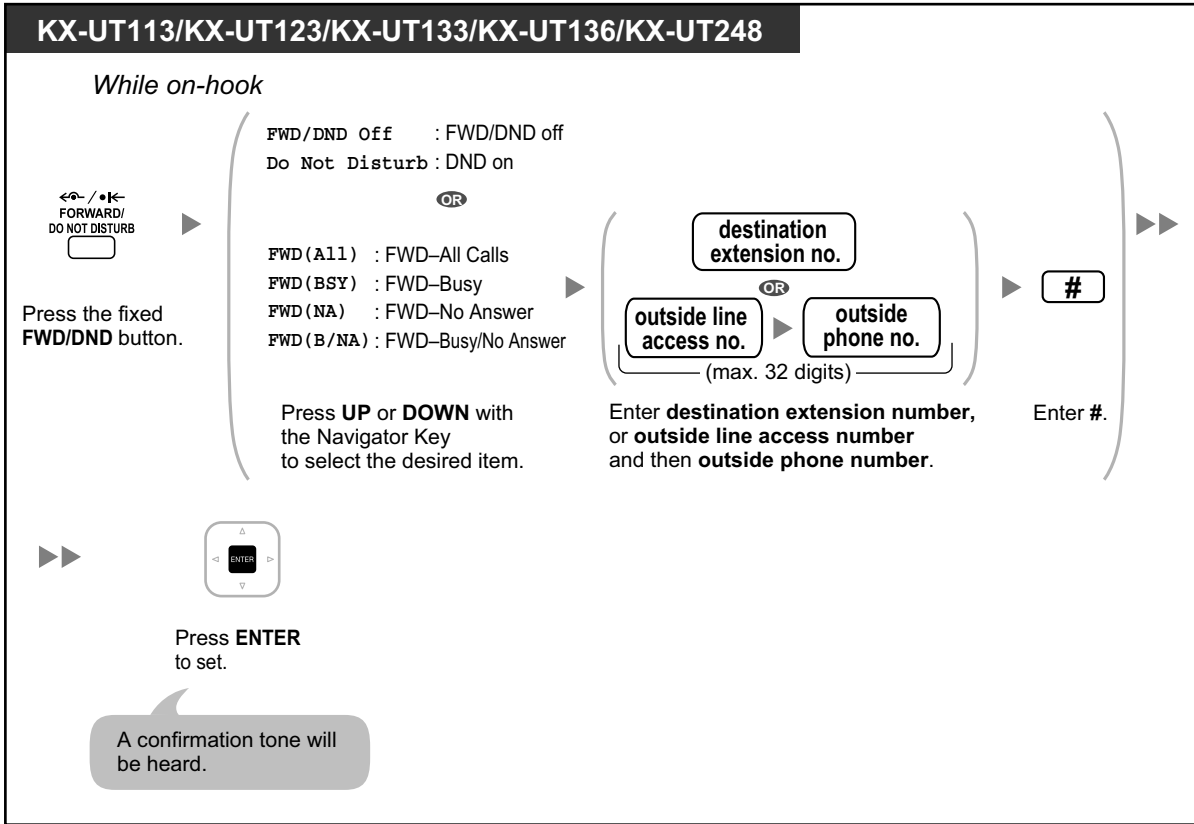 KX-UT113/KX-UT123/KX-UT133/KX-UT136/KX-UT248
While on-hook
FORWARD/
DO NOT DISTURB
Press the fixed
FWD/DND button.
FWD/DND Off : FWD/DND off
Do Not Disturb : DND on
OR
FWD(All) : FWD–All Calls
FWD(BSY) : FWD–Busy
FWD(NA) : FWD–No Answer
FWD(B/NA) : FWD–Busy/No Answer
Press UP or DOWN with
the Navigator Key
to select the desired item.
destination
extension no.
OR
outside line
access no.
outside
phone no.
(max. 32 digits)
Enter destination extension number,
or outside line access number
and then outside phone number.
#
Enter #.
ENTER
Press ENTER
to set.
A confirmation tone will
be heard.